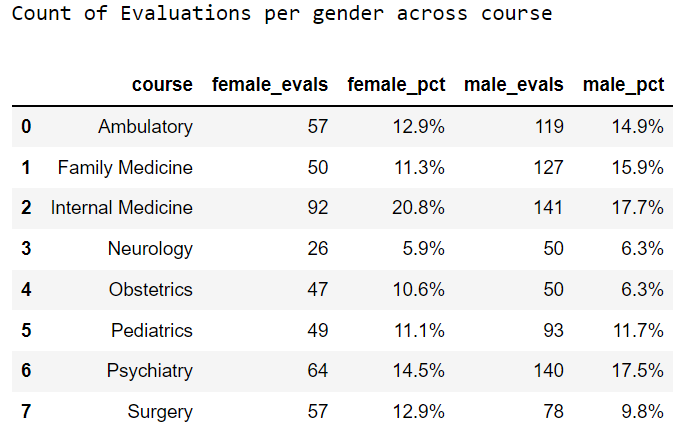 Count of Evaluations per gender across course
course female_evals female_pct male_evals male_pct
0 Ambulatory 57 12.9% 119 14.9%
1 Family Medicine 50 11.3% 127 15.9%
2 Internal Medicine 92 20.8% 141 17.7%
3 Neurology 26 5.9% 50 6.3%
4 Obstetrics 47 10.6% 50 6.3%
5 Pediatrics 49 11.1% 93 11.7%
6 Psychiatry 64 14.5% 140 17.5%
7 Surgery 57 12.9% 78 9.8%